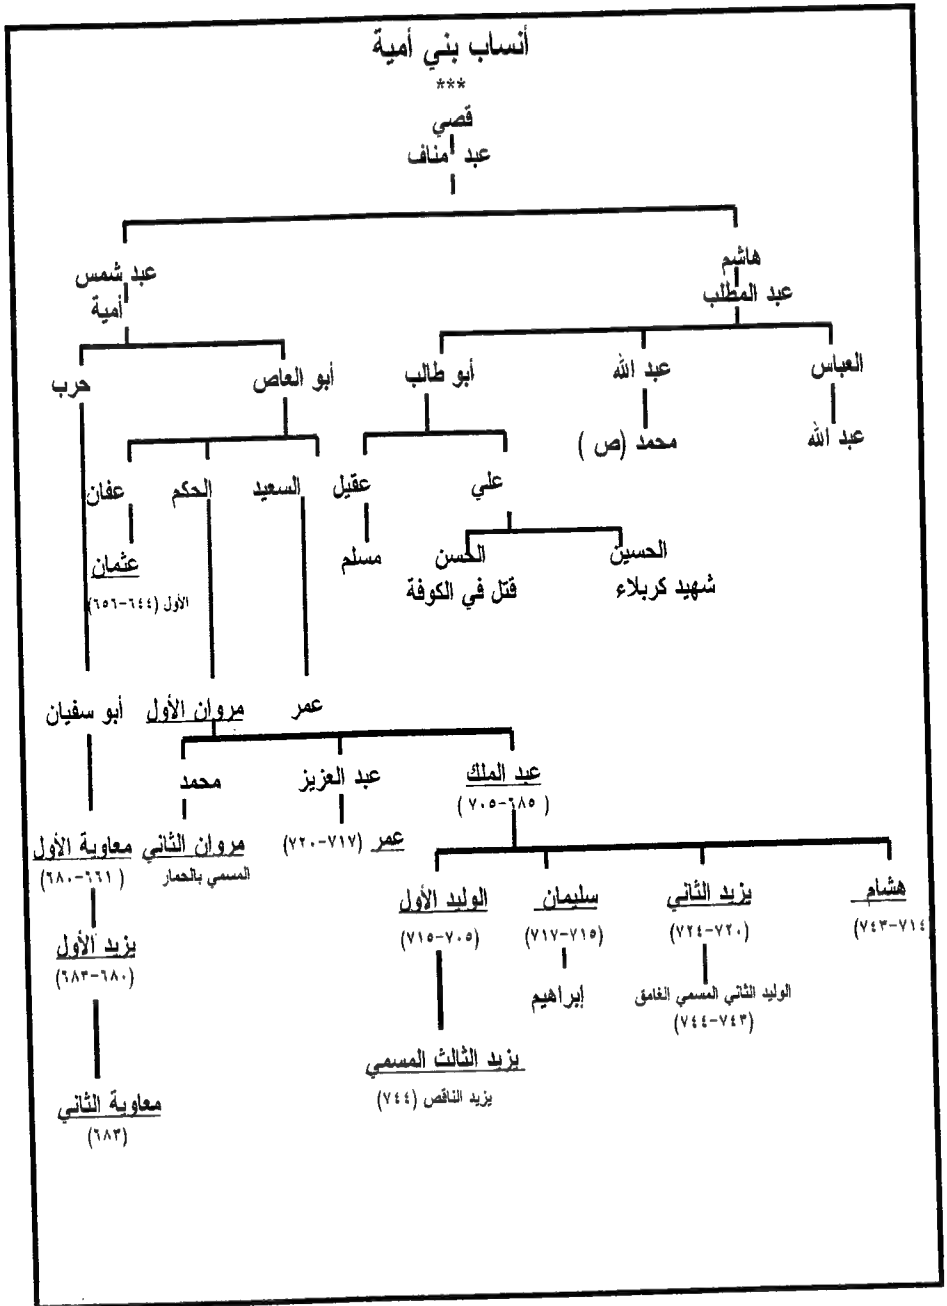 أنساب بني أمية
***
قصي
عبد مناف
هاشم
عبد شمس
عبد المطلب
أمية
العباس
عبد الله
أبو طالب
أبو العاص
حرب
عبد الله
محمد (ص)
علي
عقيل
السعيد
الحكم
عفان
الحسين
الحسن
مسلم
عثمان
شهيد كربلاء
قتل في الكوفة
الأول (٦٤٤-٦٥٦)
عمر
مروان الأول
أبو سفيان
عبد الملك
عبد العزيز
محمد
(٦٨٥-٧٠٥)
عمر (٧١٧-٧٢٠)
مروان الثاني
معاوية الأول
المسمي بالحمار
(٦٦١-٦٨٠)
هشام
يزيد الثاني
سليمان
الوليد الأول
(٧١٤-٧٤٣
(٧٢٠-٧٢٤)
(٧١٥-٧١٧)
(٧٠٥-٧١٥)
يزيد الأول
(٦٨٠-٦٨٣)
الوليد الثاني المسمي الغامق
إبراهيم
(٧٤٣-٧٤٤)
يزيد الثالث المسمي
يزيد الناقص (٧٤٤)
معاوية الثاني
(٦٨٣)